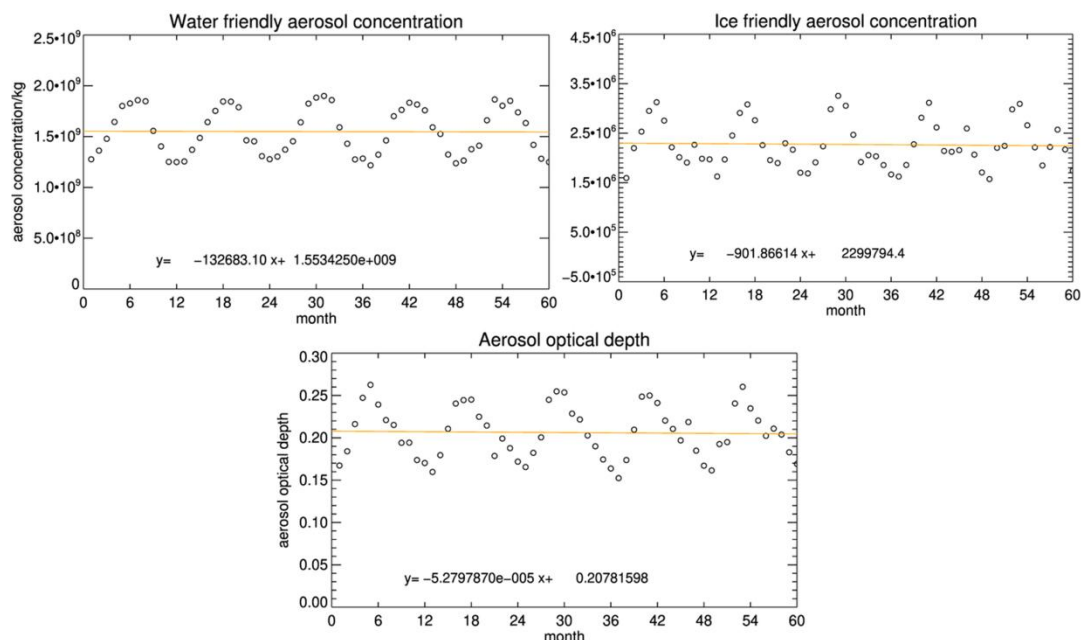 Water friendly aerosol concentration
2.5•10⁹
2.0•10⁹
1.5•10⁹
1.0•10⁹
5.0•10⁸
0
aerosol concentration/kg
y= −132683.10 x+ 1.5534250e+009
0 6 12 18 24 30 36 42 48 54 60
month
Ice friendly aerosol concentration
4.5•10⁶
3.5•10⁶
2.5•10⁶
1.5•10⁶
5.0•10⁵
−5.0•10⁵
y= −901.86614 x+ 2299794.4
0 6 12 18 24 30 36 42 48 54 60
month
Aerosol optical depth
0.30
0.25
0.20
0.15
0.10
0.05
0.00
aerosol optical depth
y= −5.2797870e−005 x+ 0.20781598
0 6 12 18 24 30 36 42 48 54 60
month